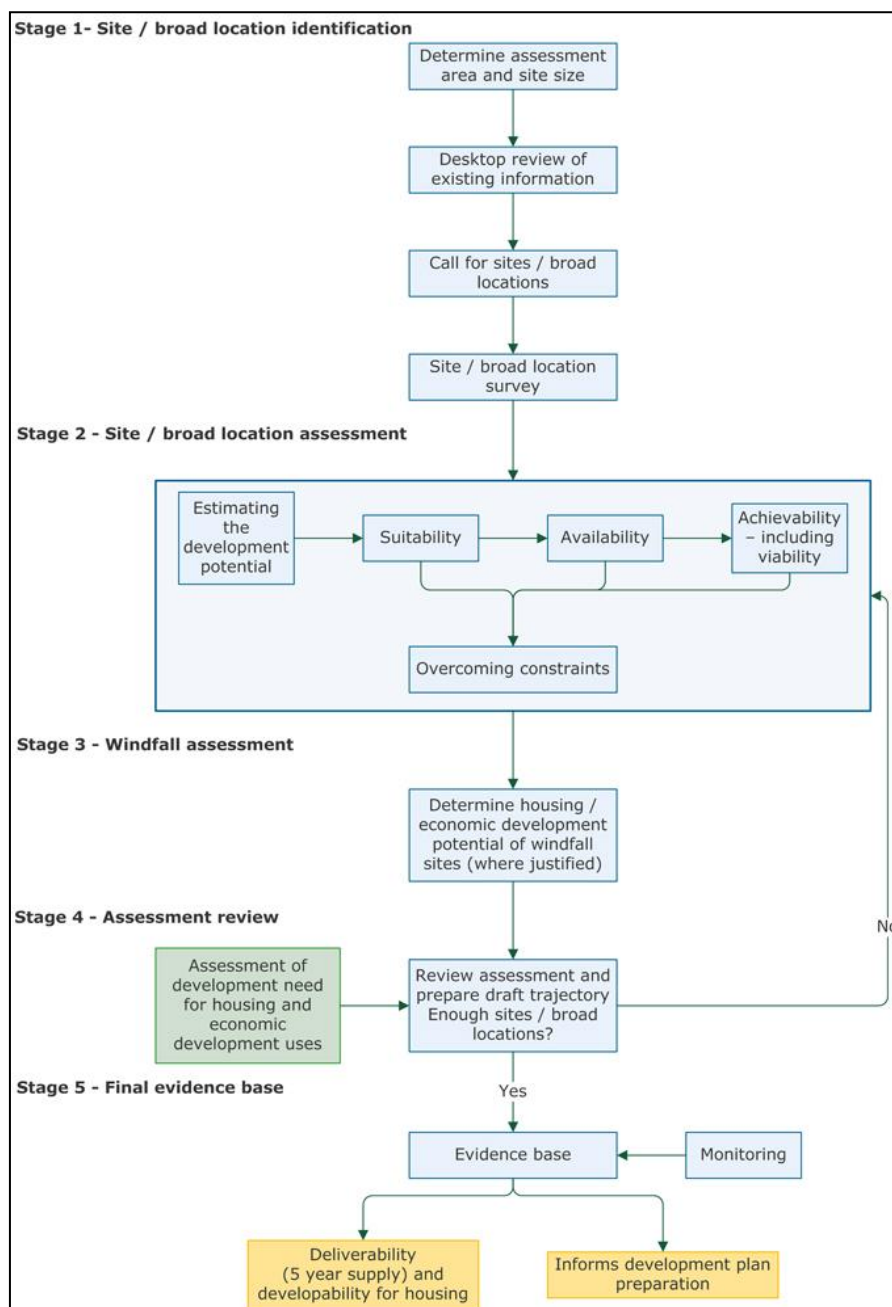 Stage 1- Site / broad location identification
Determine assessment
area and site size
Desktop review of
existing information
Call for sites / broad
locations
Site / broad location
survey
Stage 2 - Site / broad location assessment
Estimating
the
development
potential
Suitability
Availability
Achievability
– including
viability
Overcoming constraints
Stage 3 - Windfall assessment
Determine housing /
economic development
potential of windfall
sites (where justified)
Stage 4 - Assessment review
No
Assessment of
development need
for housing and
economic
development uses
Review assessment and
prepare draft trajectory
Enough sites / broad
locations?
Stage 5 - Final evidence base
Yes
Evidence base
Monitoring
Deliverability
(5 year supply) and
developability for housing
Informs development plan
preparation